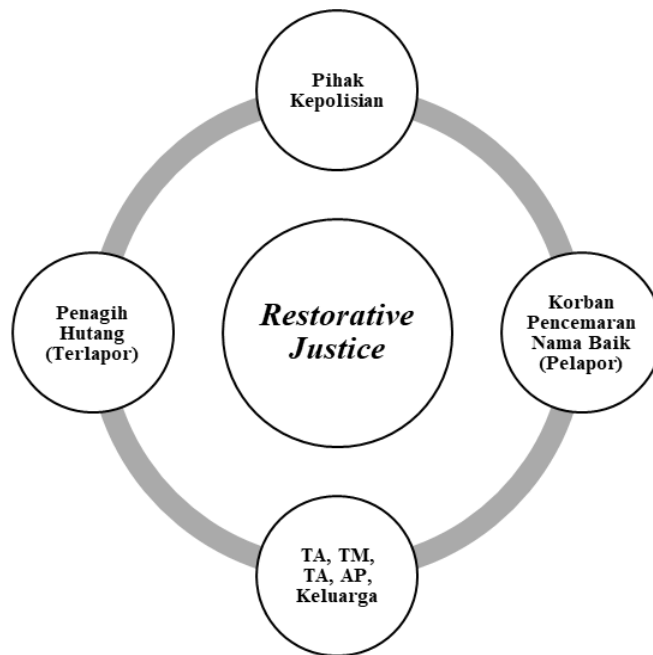 Pihak
Kepolisian
Penagih
Hutang
(Terlapor)
Restorative
Justice
Korban
Pencemaran
Nama Baik
(Pelapor)
TA, TM,
TA, AP,
Keluarga